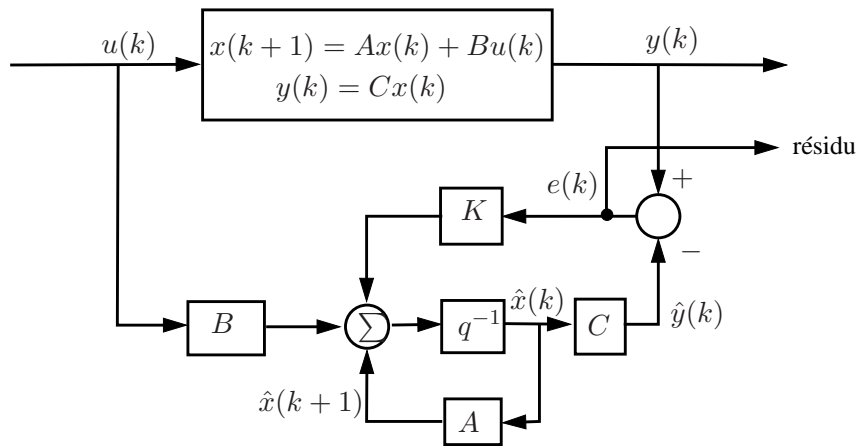 u(k)
x(k + 1) = Ax(k) + Bu(k)
y(k) = Cx(k)
y(k)
résidu
e(k)
+
K
−
B
∑
q⁻¹
x̂(k)
C
ŷ(k)
x̂(k + 1)
A